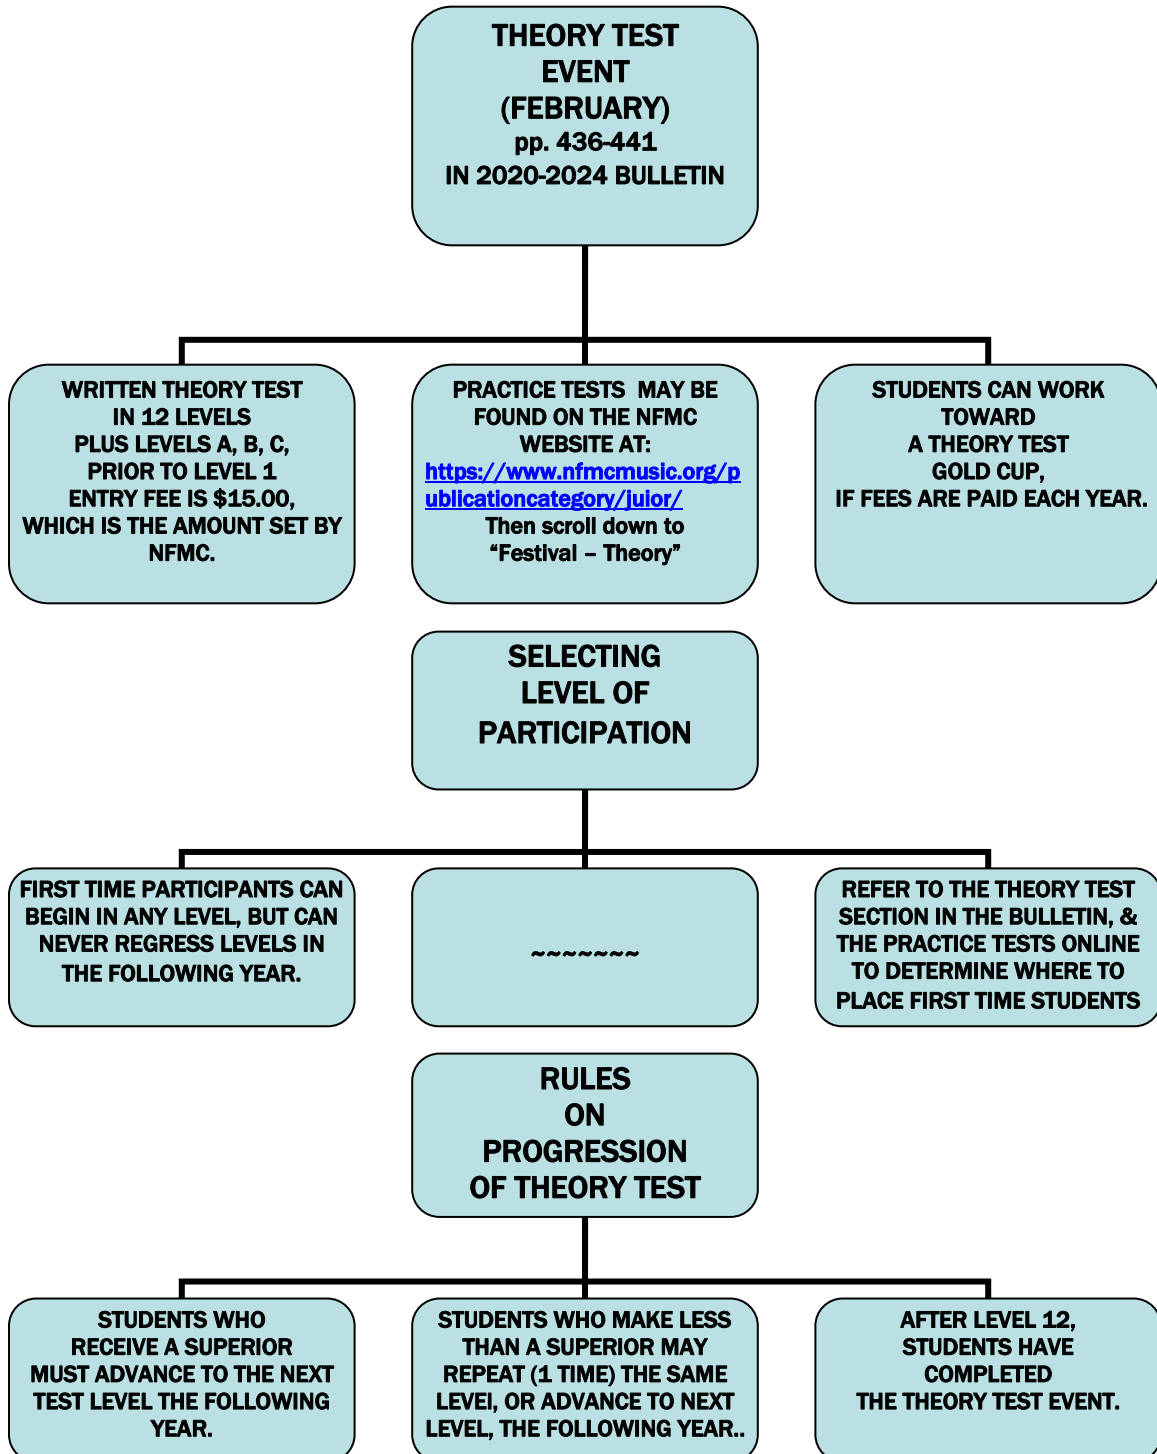 THEORY TEST
EVENT
(FEBRUARY)
pp. 436-441
IN 2020-2024 BULLETIN
WRITTEN THEORY TEST
IN 12 LEVELS
PLUS LEVELS A, B, C,
PRIOR TO LEVEL 1
ENTRY FEE IS $15.00,
WHICH IS THE AMOUNT SET BY
NFMC.
PRACTICE TESTS  MAY BE
FOUND ON THE NFMC
WEBSITE AT:
https://www.nfmcmusic.org/p
ublicationcategory/juior/
Then scroll down to
“Festival – Theory”
STUDENTS CAN WORK
TOWARD
A THEORY TEST
GOLD CUP,
IF FEES ARE PAID EACH YEAR.
SELECTING
LEVEL OF
PARTICIPATION
FIRST TIME PARTICIPANTS CAN
BEGIN IN ANY LEVEL, BUT CAN
NEVER REGRESS LEVELS IN
THE FOLLOWING YEAR.
~~~~~~~
REFER TO THE THEORY TEST
SECTION IN THE BULLETIN, &
THE PRACTICE TESTS ONLINE
TO DETERMINE WHERE TO
PLACE FIRST TIME STUDENTS
RULES
ON
PROGRESSION
OF THEORY TEST
STUDENTS WHO
RECEIVE A SUPERIOR
MUST ADVANCE TO THE NEXT
TEST LEVEL THE FOLLOWING
YEAR.
STUDENTS WHO MAKE LESS
THAN A SUPERIOR MAY
REPEAT (1 TIME) THE SAME
LEVEl, OR ADVANCE TO NEXT
LEVEL, THE FOLLOWING YEAR..
AFTER LEVEL 12,
STUDENTS HAVE
COMPLETED
THE THEORY TEST EVENT.